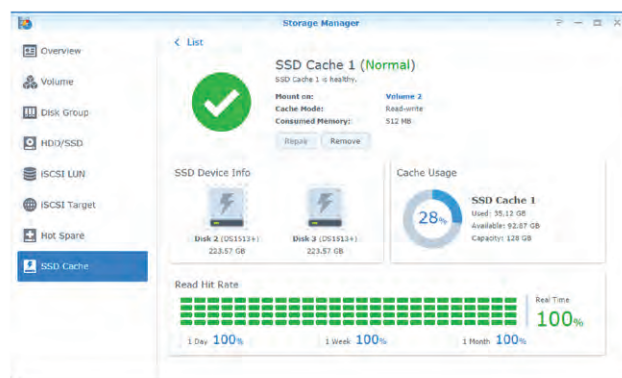 Storage Manager
Overview
Volume
Disk Group
HDD/SSD
iSCSI LUN
iSCSI Target
Hot Spare
SSD Cache
List
SSD Cache 1 (Normal)
SSD Cache 1 is healthy.
Mount on: Volume 2
Cache Mode: Read-write
Consumed Memory: 512 MB
Repair Remove
SSD Device Info
Disk 2 (DS1513+)
223.57 GB
Disk 3 (DS1513+)
223.57 GB
Cache Usage
28%
SSD Cache 1
Used: 35.12 GB
Available: 92.87 GB
Capacity: 128 GB
Read Hit Rate
Real Time
100%
1 Day 100% 1 Week 100% 1 Month 100%